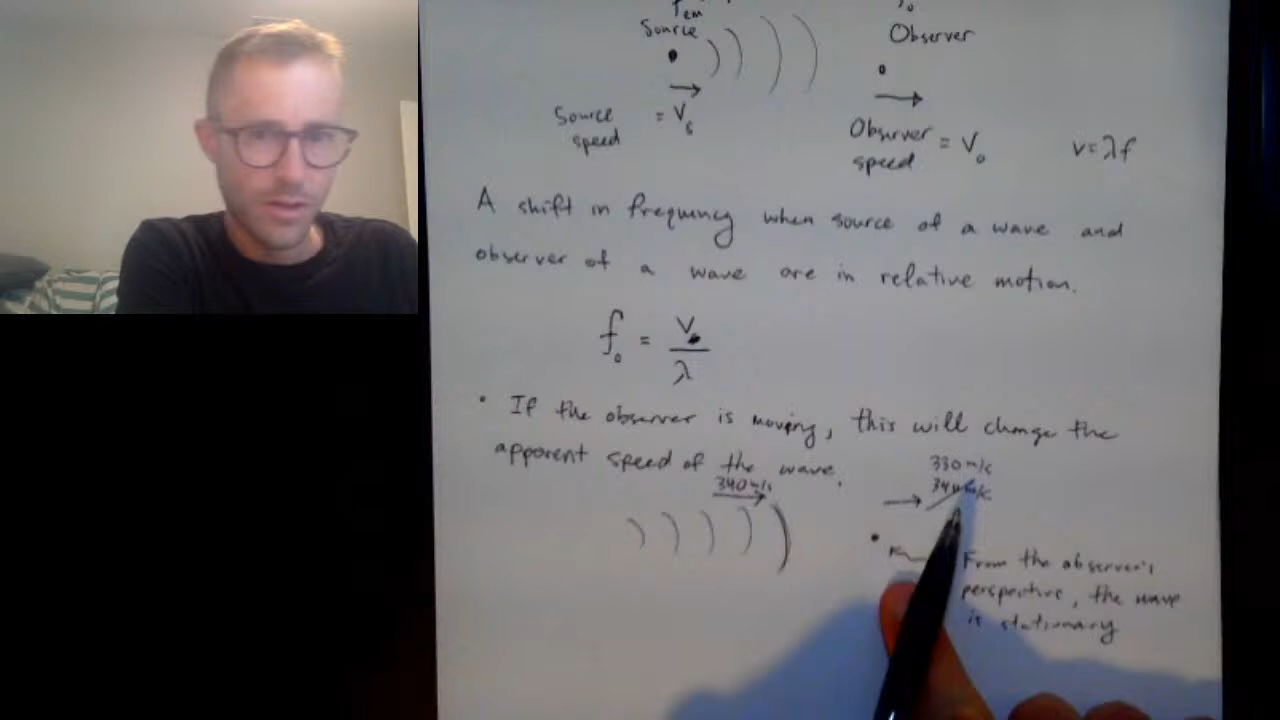 fem
Source
Observer
Source speed = Vs
Observer speed = Vo
v=λf
A shift in frequency when source of a wave and
observer of a wave are in relative motion.
fo = V / λ
• If the observer is moving, this will change the
apparent speed of the wave.
340 m/s
330 m/s
340 m/s
From the observer's
perspective, the wave
is stationary